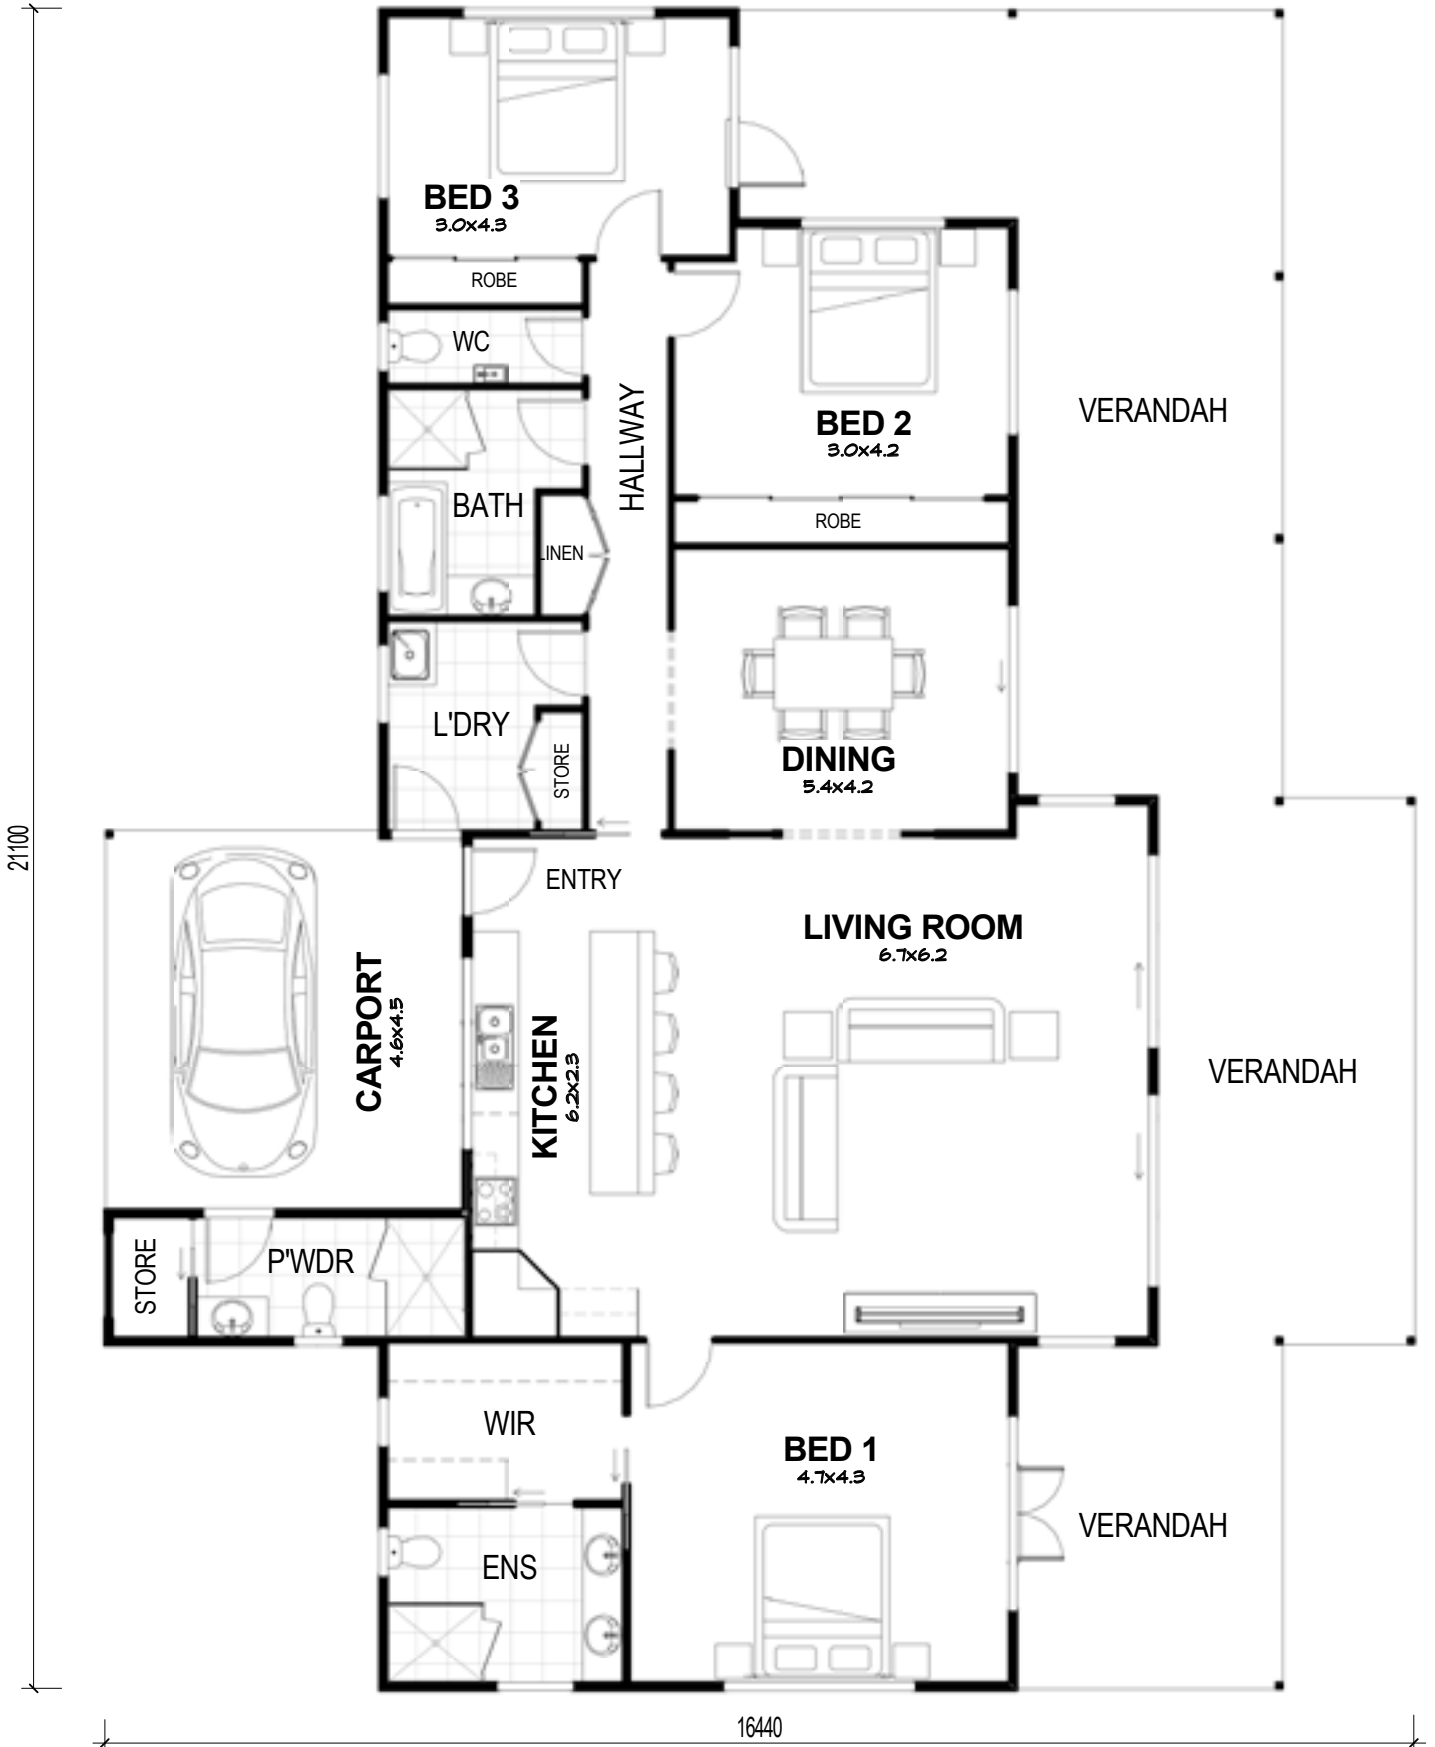 BED 3
3.0x4.3
ROBE
WC
HALLWAY
BED 2
3.0x4.2
VERANDAH
BATH
ROBE
LINEN
L'DRY
STORE
DINING
5.4x4.2
21100
ENTRY
LIVING ROOM
6.7x6.2
CARPORT
4.6x4.5
KITCHEN
6.2x2.3
VERANDAH
STORE
P'WDR
WIR
BED 1
4.7x4.3
VERANDAH
ENS
16440